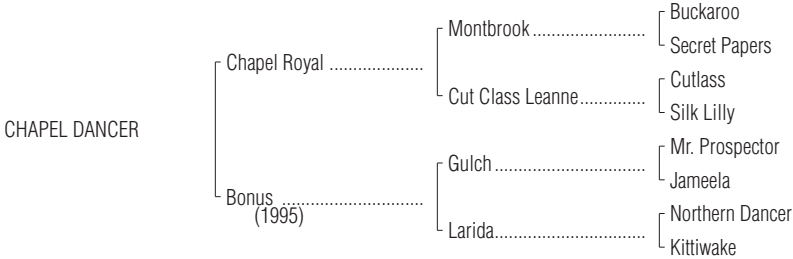 Buckaroo
Montbrook ........................
Secret Papers
Chapel Royal ....................
Cutlass
Cut Class Leanne..............
Silk Lilly
CHAPEL DANCER
Mr. Prospector
Gulch ................................
Jameela
Bonus ..............................
(1995)
Northern Dancer
Larida................................
Kittiwake